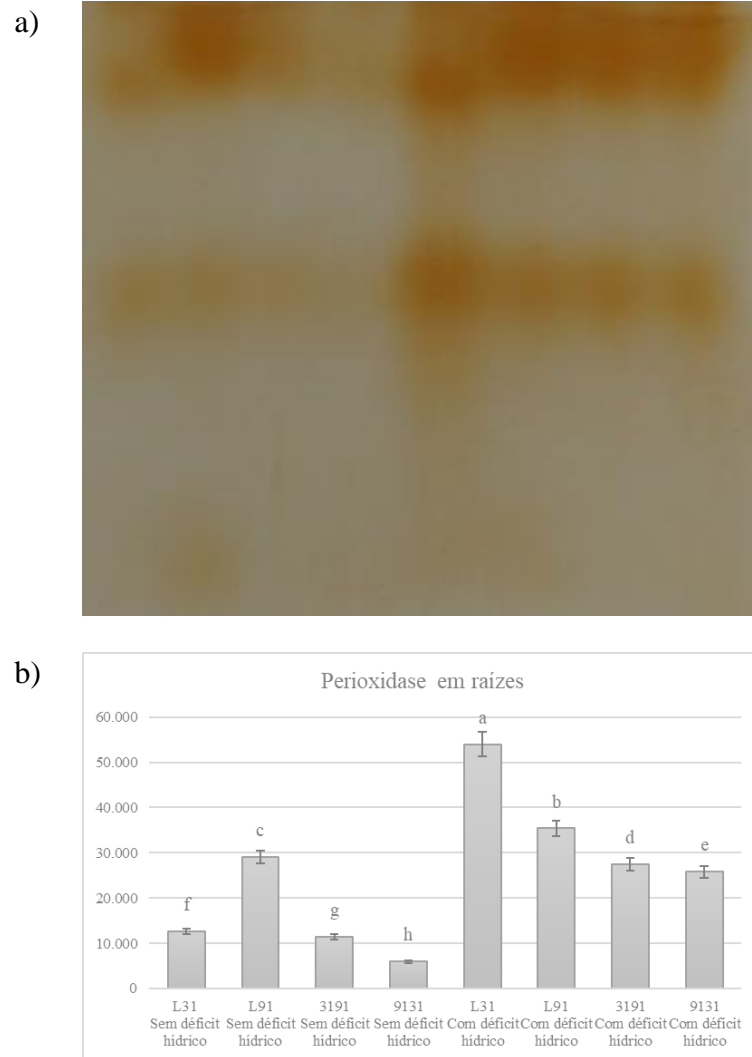 a)
b)
Perioxidase em raízes
60.000
50.000
40.000
30.000
20.000
10.000
0
f
c
g
h
a
b
d
e
L31
Sem déficit
hídrico
L91
Sem déficit
hídrico
3191
Sem déficit
hídrico
9131
Sem déficit
hídrico
L31
Com déficit
hídrico
L91
Com déficit
hídrico
3191
Com déficit
hídrico
9131
Com déficit
hídrico